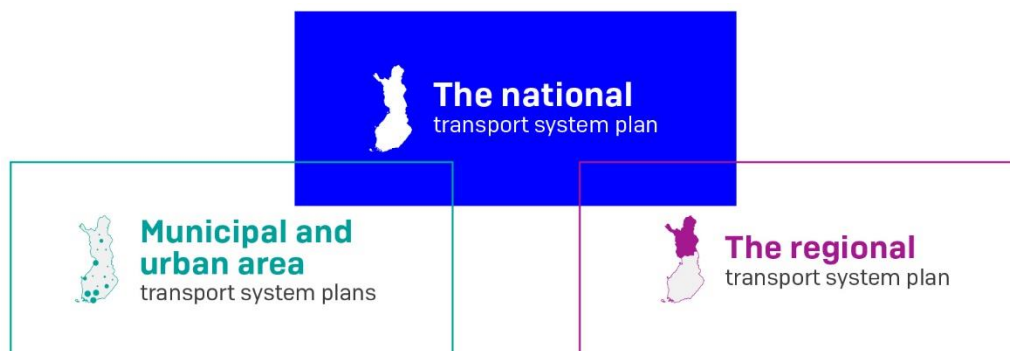 The national
transport system plan
Municipal and
urban area
transport system plans
The regional
transport system plan